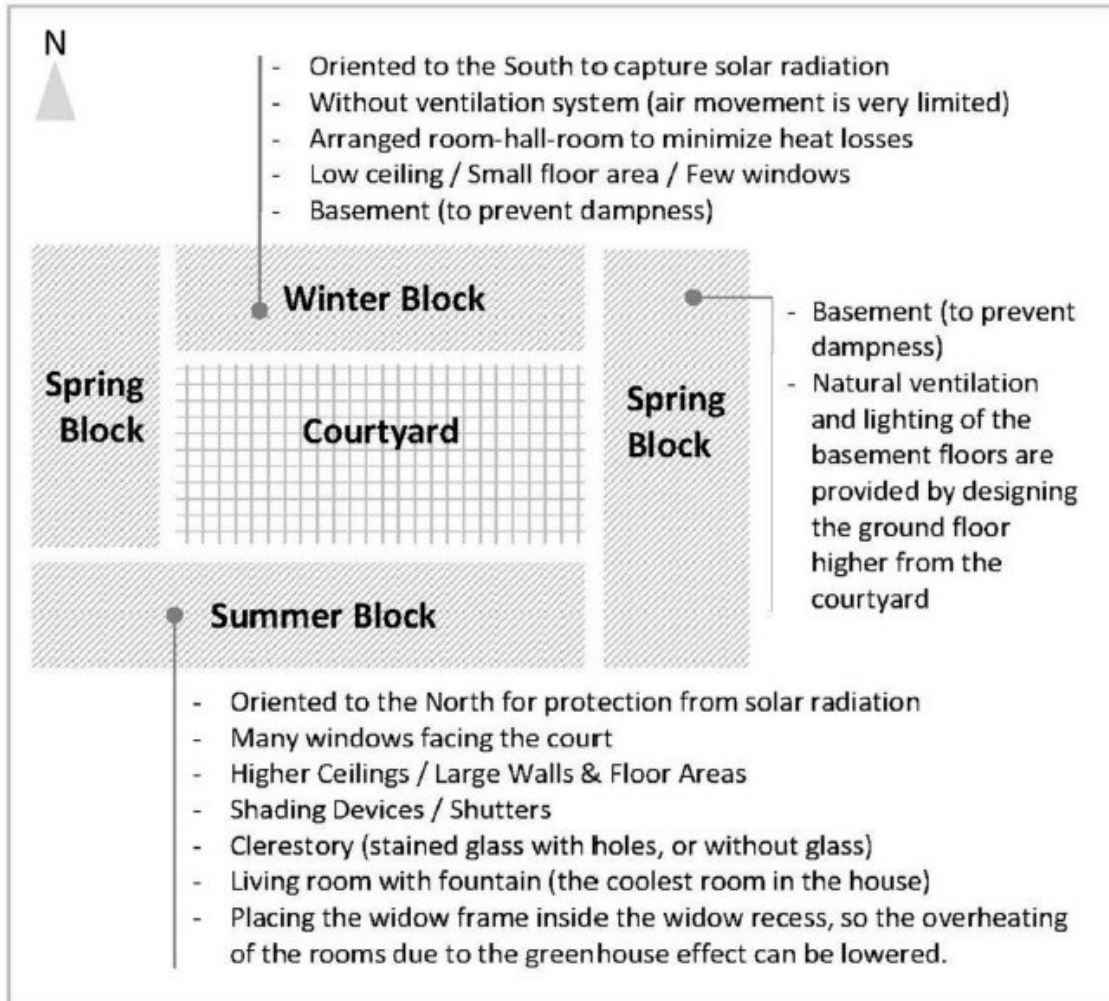 N
- Oriented to the South to capture solar radiation
- Without ventilation system (air movement is very limited)
- Arranged room-hall-room to minimize heat losses
- Low ceiling / Small floor area / Few windows
- Basement (to prevent dampness)
Winter Block
Spring
Block
Courtyard
Spring
Block
- Basement (to prevent
dampness)
- Natural ventilation
and lighting of the
basement floors are
provided by designing
the ground floor
higher from the
courtyard
Summer Block
- Oriented to the North for protection from solar radiation
- Many windows facing the court
- Higher Ceilings / Large Walls & Floor Areas
- Shading Devices / Shutters
- Clerestory (stained glass with holes, or without glass)
- Living room with fountain (the coolest room in the house)
- Placing the widow frame inside the widow recess, so the overheating
of the rooms due to the greenhouse effect can be lowered.